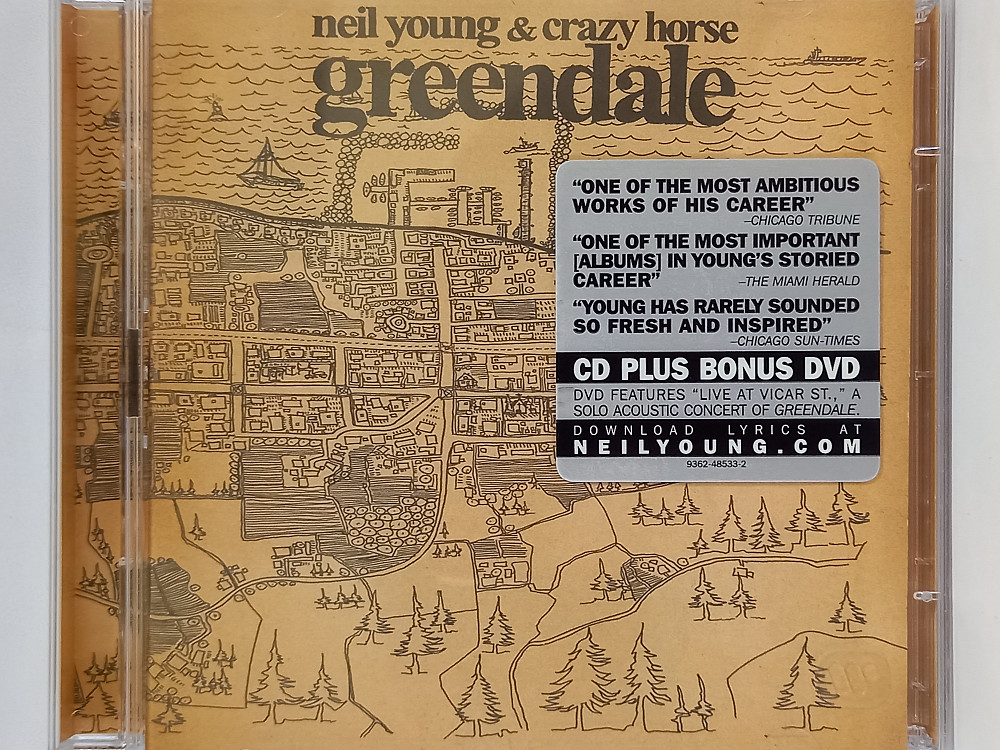 neil young & crazy horse
greendale
“ONE OF THE MOST AMBITIOUS
WORKS OF HIS CAREER”
–CHICAGO TRIBUNE
“ONE OF THE MOST IMPORTANT
[ALBUMS] IN YOUNG’S STORIED
CAREER”
–THE MIAMI HERALD
“YOUNG HAS RARELY SOUNDED
SO FRESH AND INSPIRED”
–CHICAGO SUN-TIMES
CD PLUS BONUS DVD
DVD FEATURES “LIVE AT VICAR ST.,” A
SOLO ACOUSTIC CONCERT OF GREENDALE.
DOWNLOAD LYRICS AT
NEILYOUNG.COM
9362-48533-2